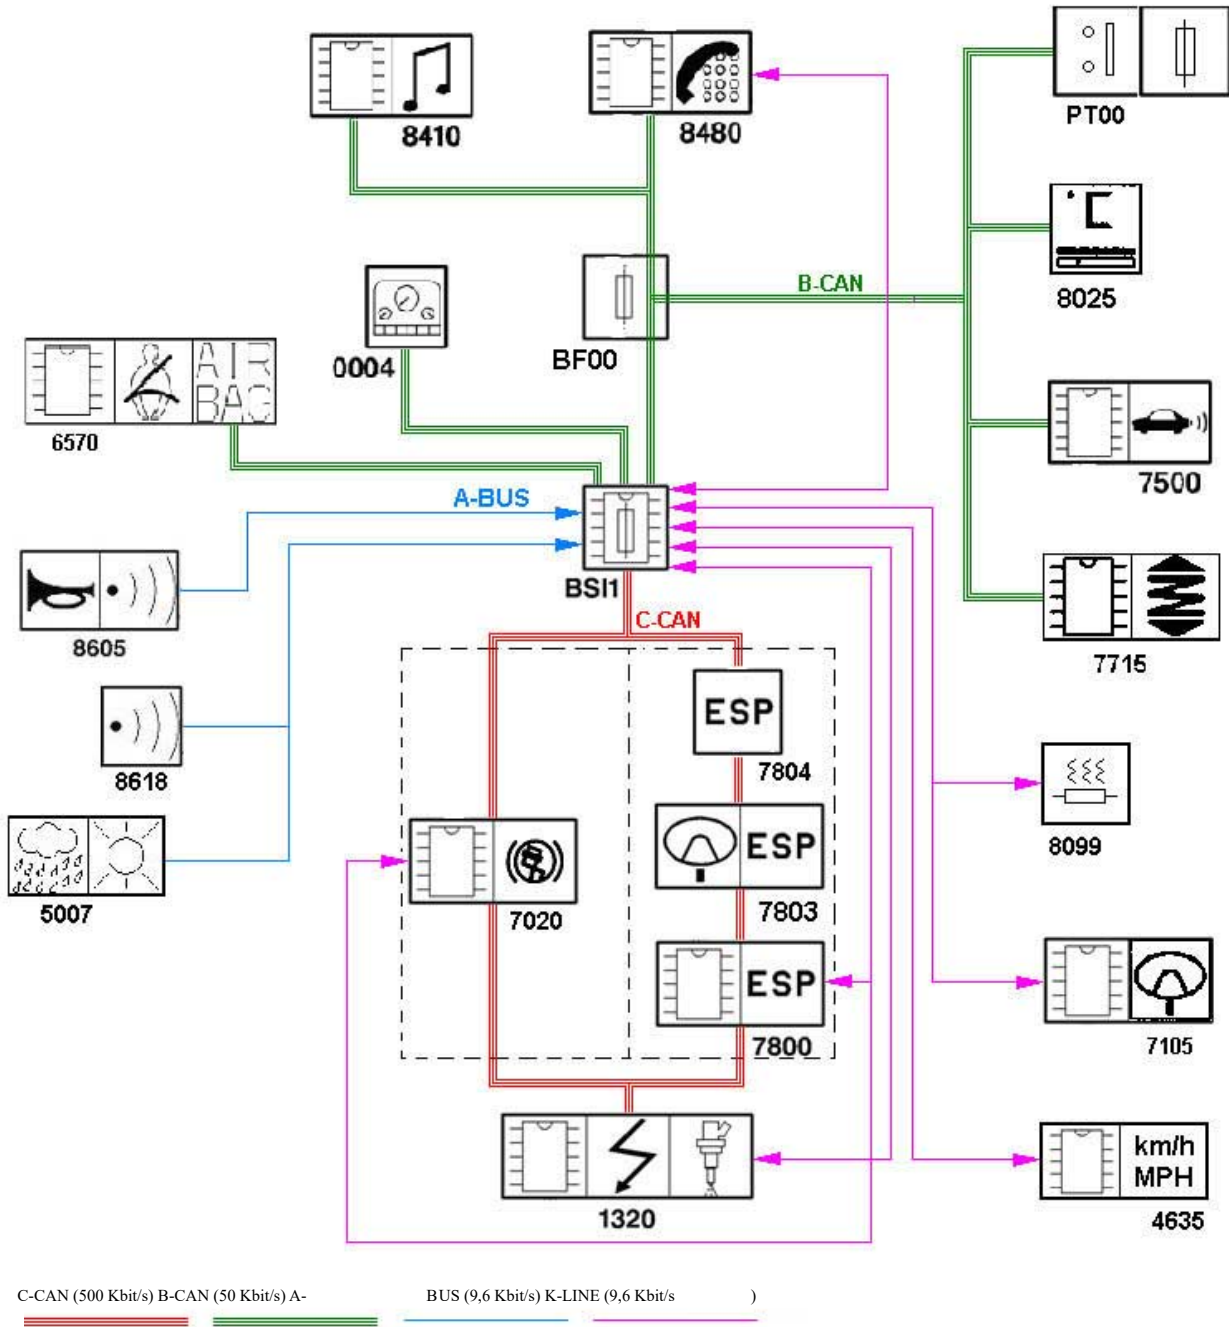 8410
8480
PT00
°C
8025
B-CAN
BF00
0004
AIR
BAG
6570
7500
A-BUS
BSI1
C-CAN
8605
7715
ESP
7804
8618
8099
ESP
7803
5007
7020
ESP
7800
7105
1320
km/h
MPH
4635
C-CAN (500 Kbit/s) B-CAN (50 Kbit/s) A- BUS (9,6 Kbit/s) K-LINE (9,6 Kbit/s )